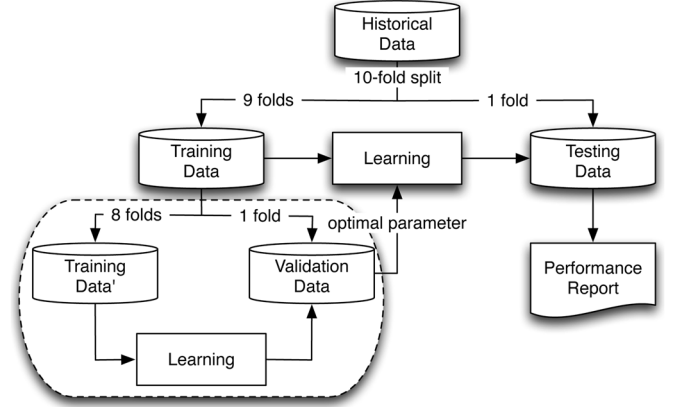 Historical
Data
10-fold split
9 folds
1 fold
Training
Data
Learning
Testing
Data
8 folds
1 fold
optimal parameter
Training
Data'
Validation
Data
Performance
Report
Learning